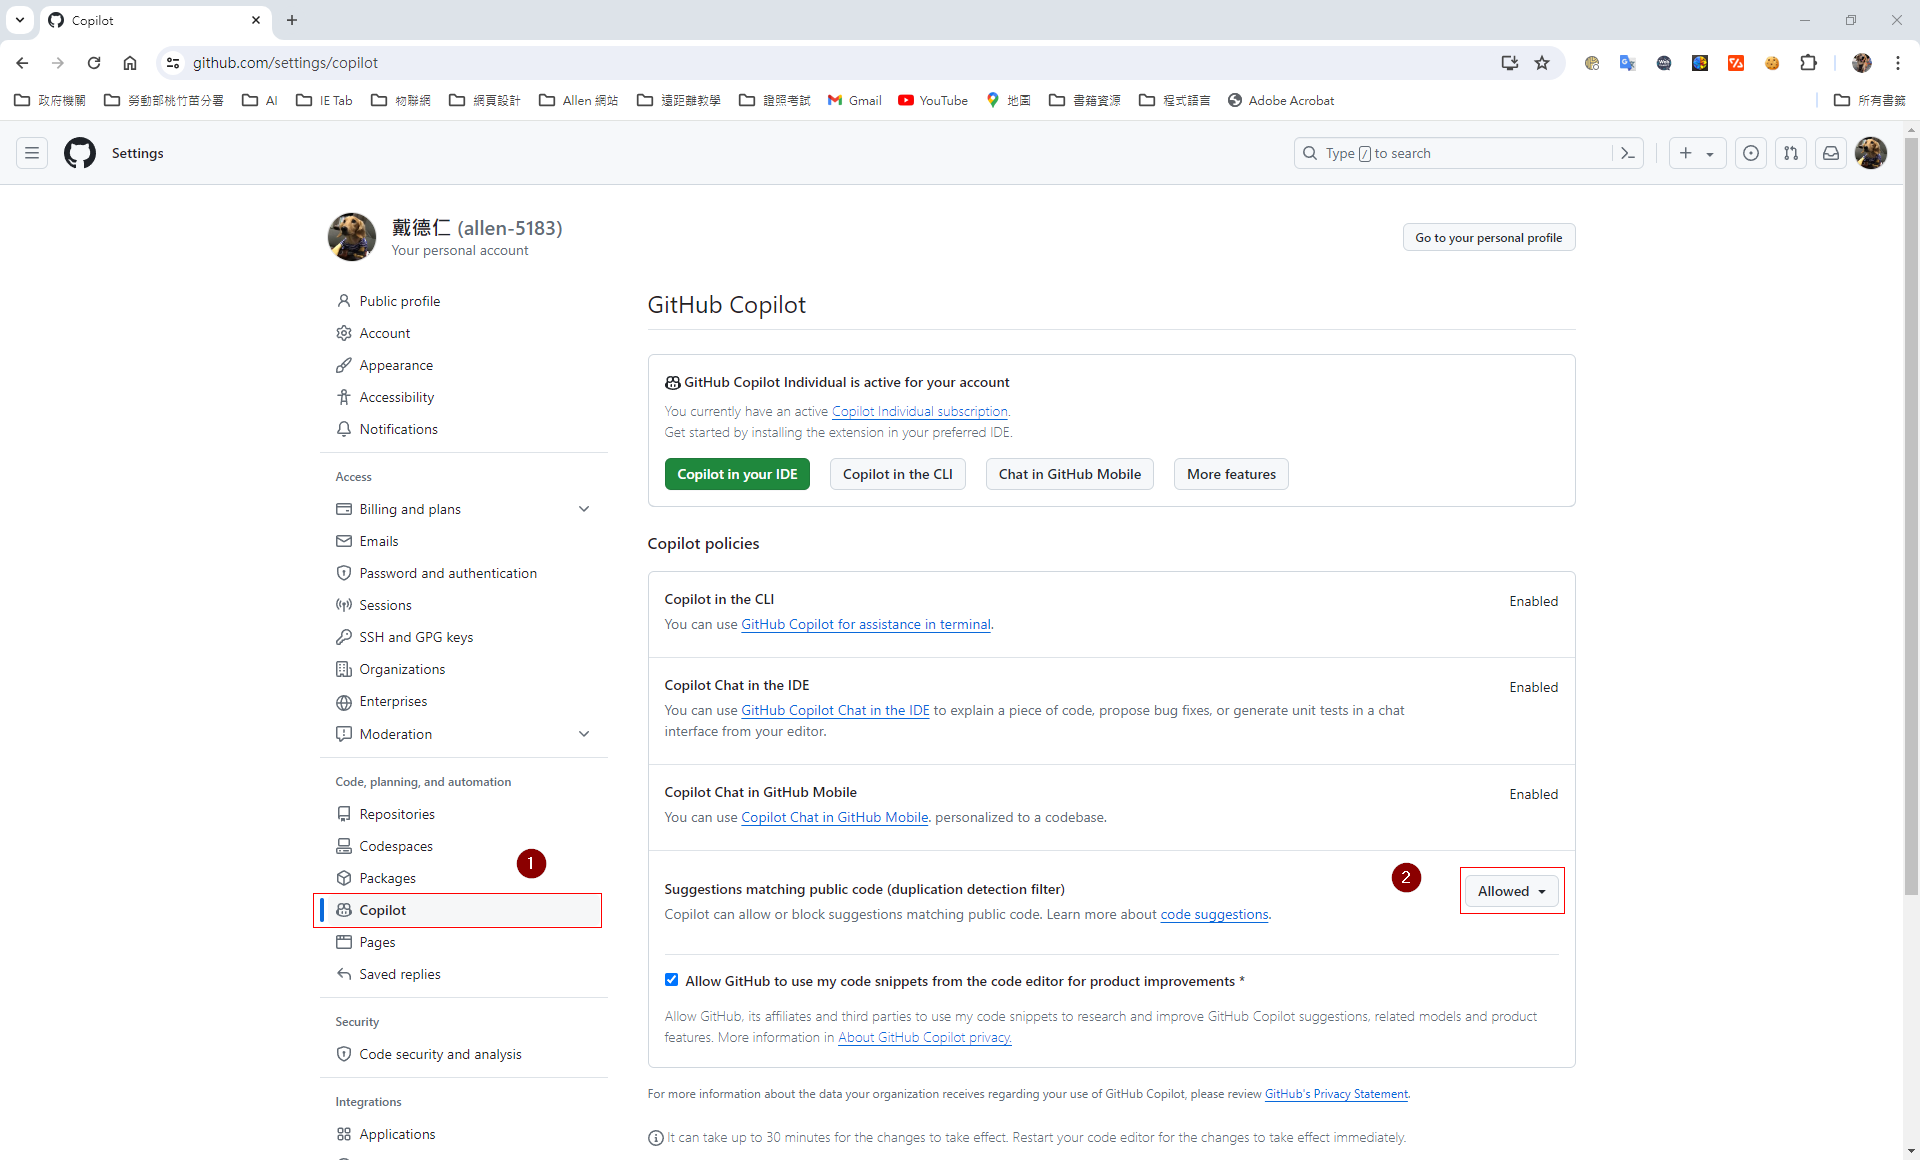 Copilot
github.com/settings/copilot
政府機關
勞動部桃竹苗分署
AI
IE Tab
物聯網
網頁設計
Allen 網站
遠距離教學
證照考試
Gmail
YouTube
地圖
書籍資源
程式語言
Adobe Acrobat
所有書籤
Settings
Type / to search
戴德仁 (allen-5183)
Your personal account
Go to your personal profile
Public profile
Account
Appearance
Accessibility
Notifications
Access
Billing and plans
Emails
Password and authentication
Sessions
SSH and GPG keys
Organizations
Enterprises
Moderation
Code, planning, and automation
Repositories
Codespaces
1
Packages
Copilot
Pages
Saved replies
Security
Code security and analysis
Integrations
Applications
GitHub Copilot
GitHub Copilot Individual is active for your account
You currently have an active Copilot Individual subscription.
Get started by installing the extension in your preferred IDE.
Copilot in your IDE
Copilot in the CLI
Chat in GitHub Mobile
More features
Copilot policies
Copilot in the CLI
Enabled
You can use GitHub Copilot for assistance in terminal.
Copilot Chat in the IDE
Enabled
You can use GitHub Copilot Chat in the IDE to explain a piece of code, propose bug fixes, or generate unit tests in a chat
interface from your editor.
Copilot Chat in GitHub Mobile
Enabled
You can use Copilot Chat in GitHub Mobile. personalized to a codebase.
2
Suggestions matching public code (duplication detection filter)
Allowed
Copilot can allow or block suggestions matching public code. Learn more about code suggestions.
Allow GitHub to use my code snippets from the code editor for product improvements *
Allow GitHub, its affiliates and third parties to use my code snippets to research and improve GitHub Copilot suggestions, related models and product
features. More information in About GitHub Copilot privacy.
For more information about the data your organization receives regarding your use of GitHub Copilot, please review GitHub's Privacy Statement.
It can take up to 30 minutes for the changes to take effect. Restart your code editor for the changes to take effect immediately.